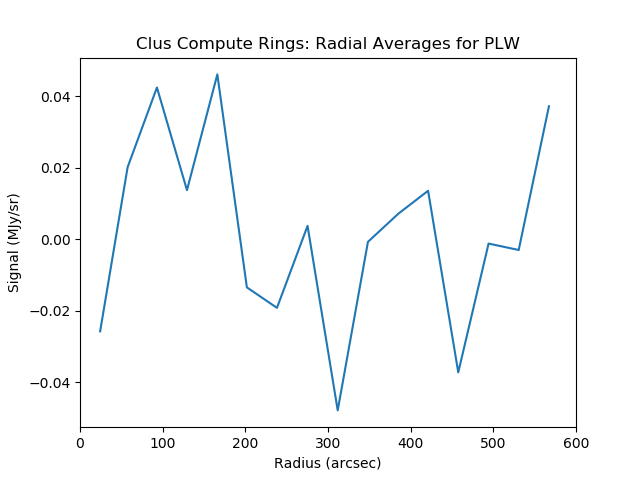 Clus Compute Rings: Radial Averages for PLW
Signal (MJy/sr)
0.04
0.02
0.00
−0.02
−0.04
0 100 200 300 400 500 600
Radius (arcsec)